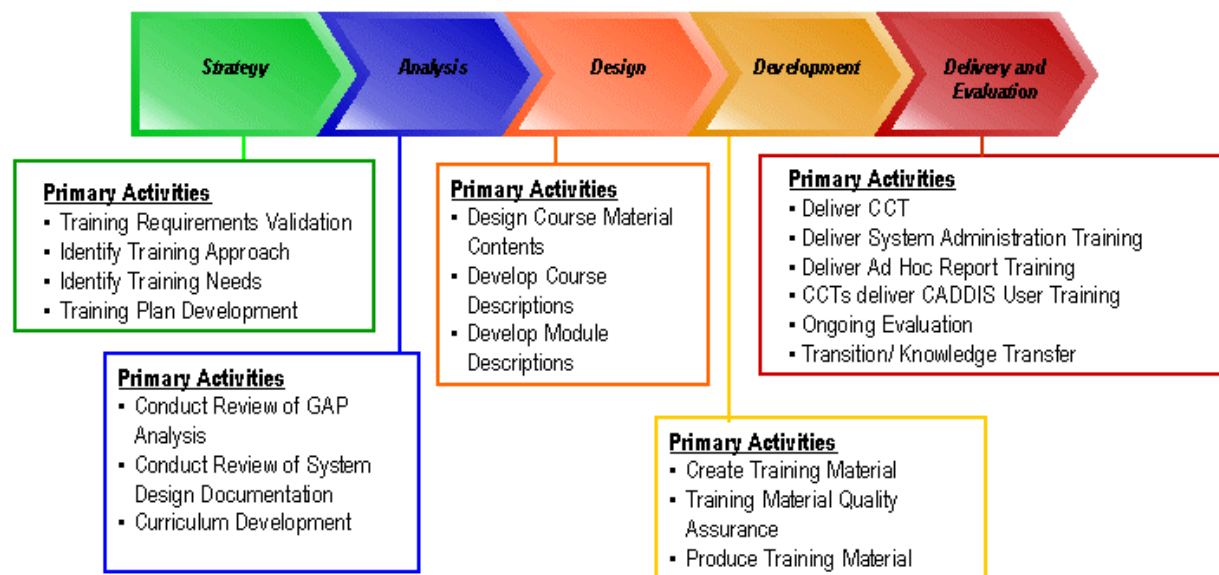 Strategy
Analysis
Design
Development
Delivery and
Evaluation
Primary Activities
▪ Training Requirements Validation
▪ Identify Training Approach
▪ Identify Training Needs
▪ Training Plan Development
Primary Activities
▪ Conduct Review of GAP
Analysis
▪ Conduct Review of System
Design Documentation
▪ Curriculum Development
Primary Activities
▪ Design Course Material
Contents
▪ Develop Course
Descriptions
▪ Develop Module
Descriptions
Primary Activities
▪ Create Training Material
▪ Training Material Quality
Assurance
▪ Produce Training Material
Primary Activities
▪ Deliver CCT
▪ Deliver System Administration Training
▪ Deliver Ad Hoc Report Training
▪ CCTs deliver CADDIS User Training
▪ Ongoing Evaluation
▪ Transition/ Knowledge Transfer